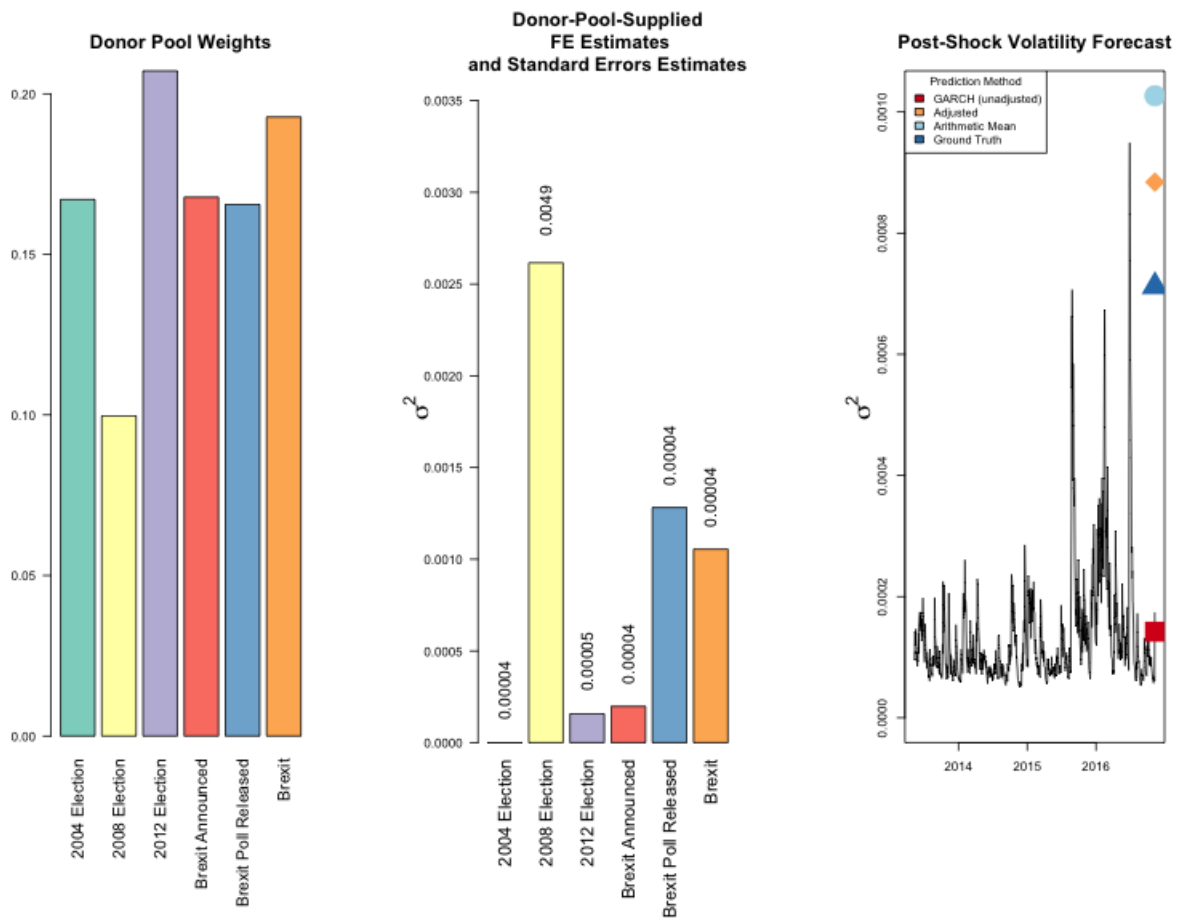 Donor Pool Weights
0.20
0.15
0.10
0.05
0.00
2004 Election
2008 Election
2012 Election
Brexit Announced
Brexit Poll Released
Brexit
Donor-Pool-Supplied
FE Estimates
and Standard Errors Estimates
σ2
0.0035
0.0030
0.0025
0.0020
0.0015
0.0010
0.0005
0.0000
0.00004
0.0049
0.00005
0.00004
0.00004
0.00004
2004 Election
2008 Election
2012 Election
Brexit Announced
Brexit Poll Released
Brexit
Post-Shock Volatility Forecast
Prediction Method
GARCH (unadjusted)
Adjusted
Arithmetic Mean
Ground Truth
σ2
0.0010
0.0008
0.0006
0.0004
0.0002
0.0000
2014
2015
2016